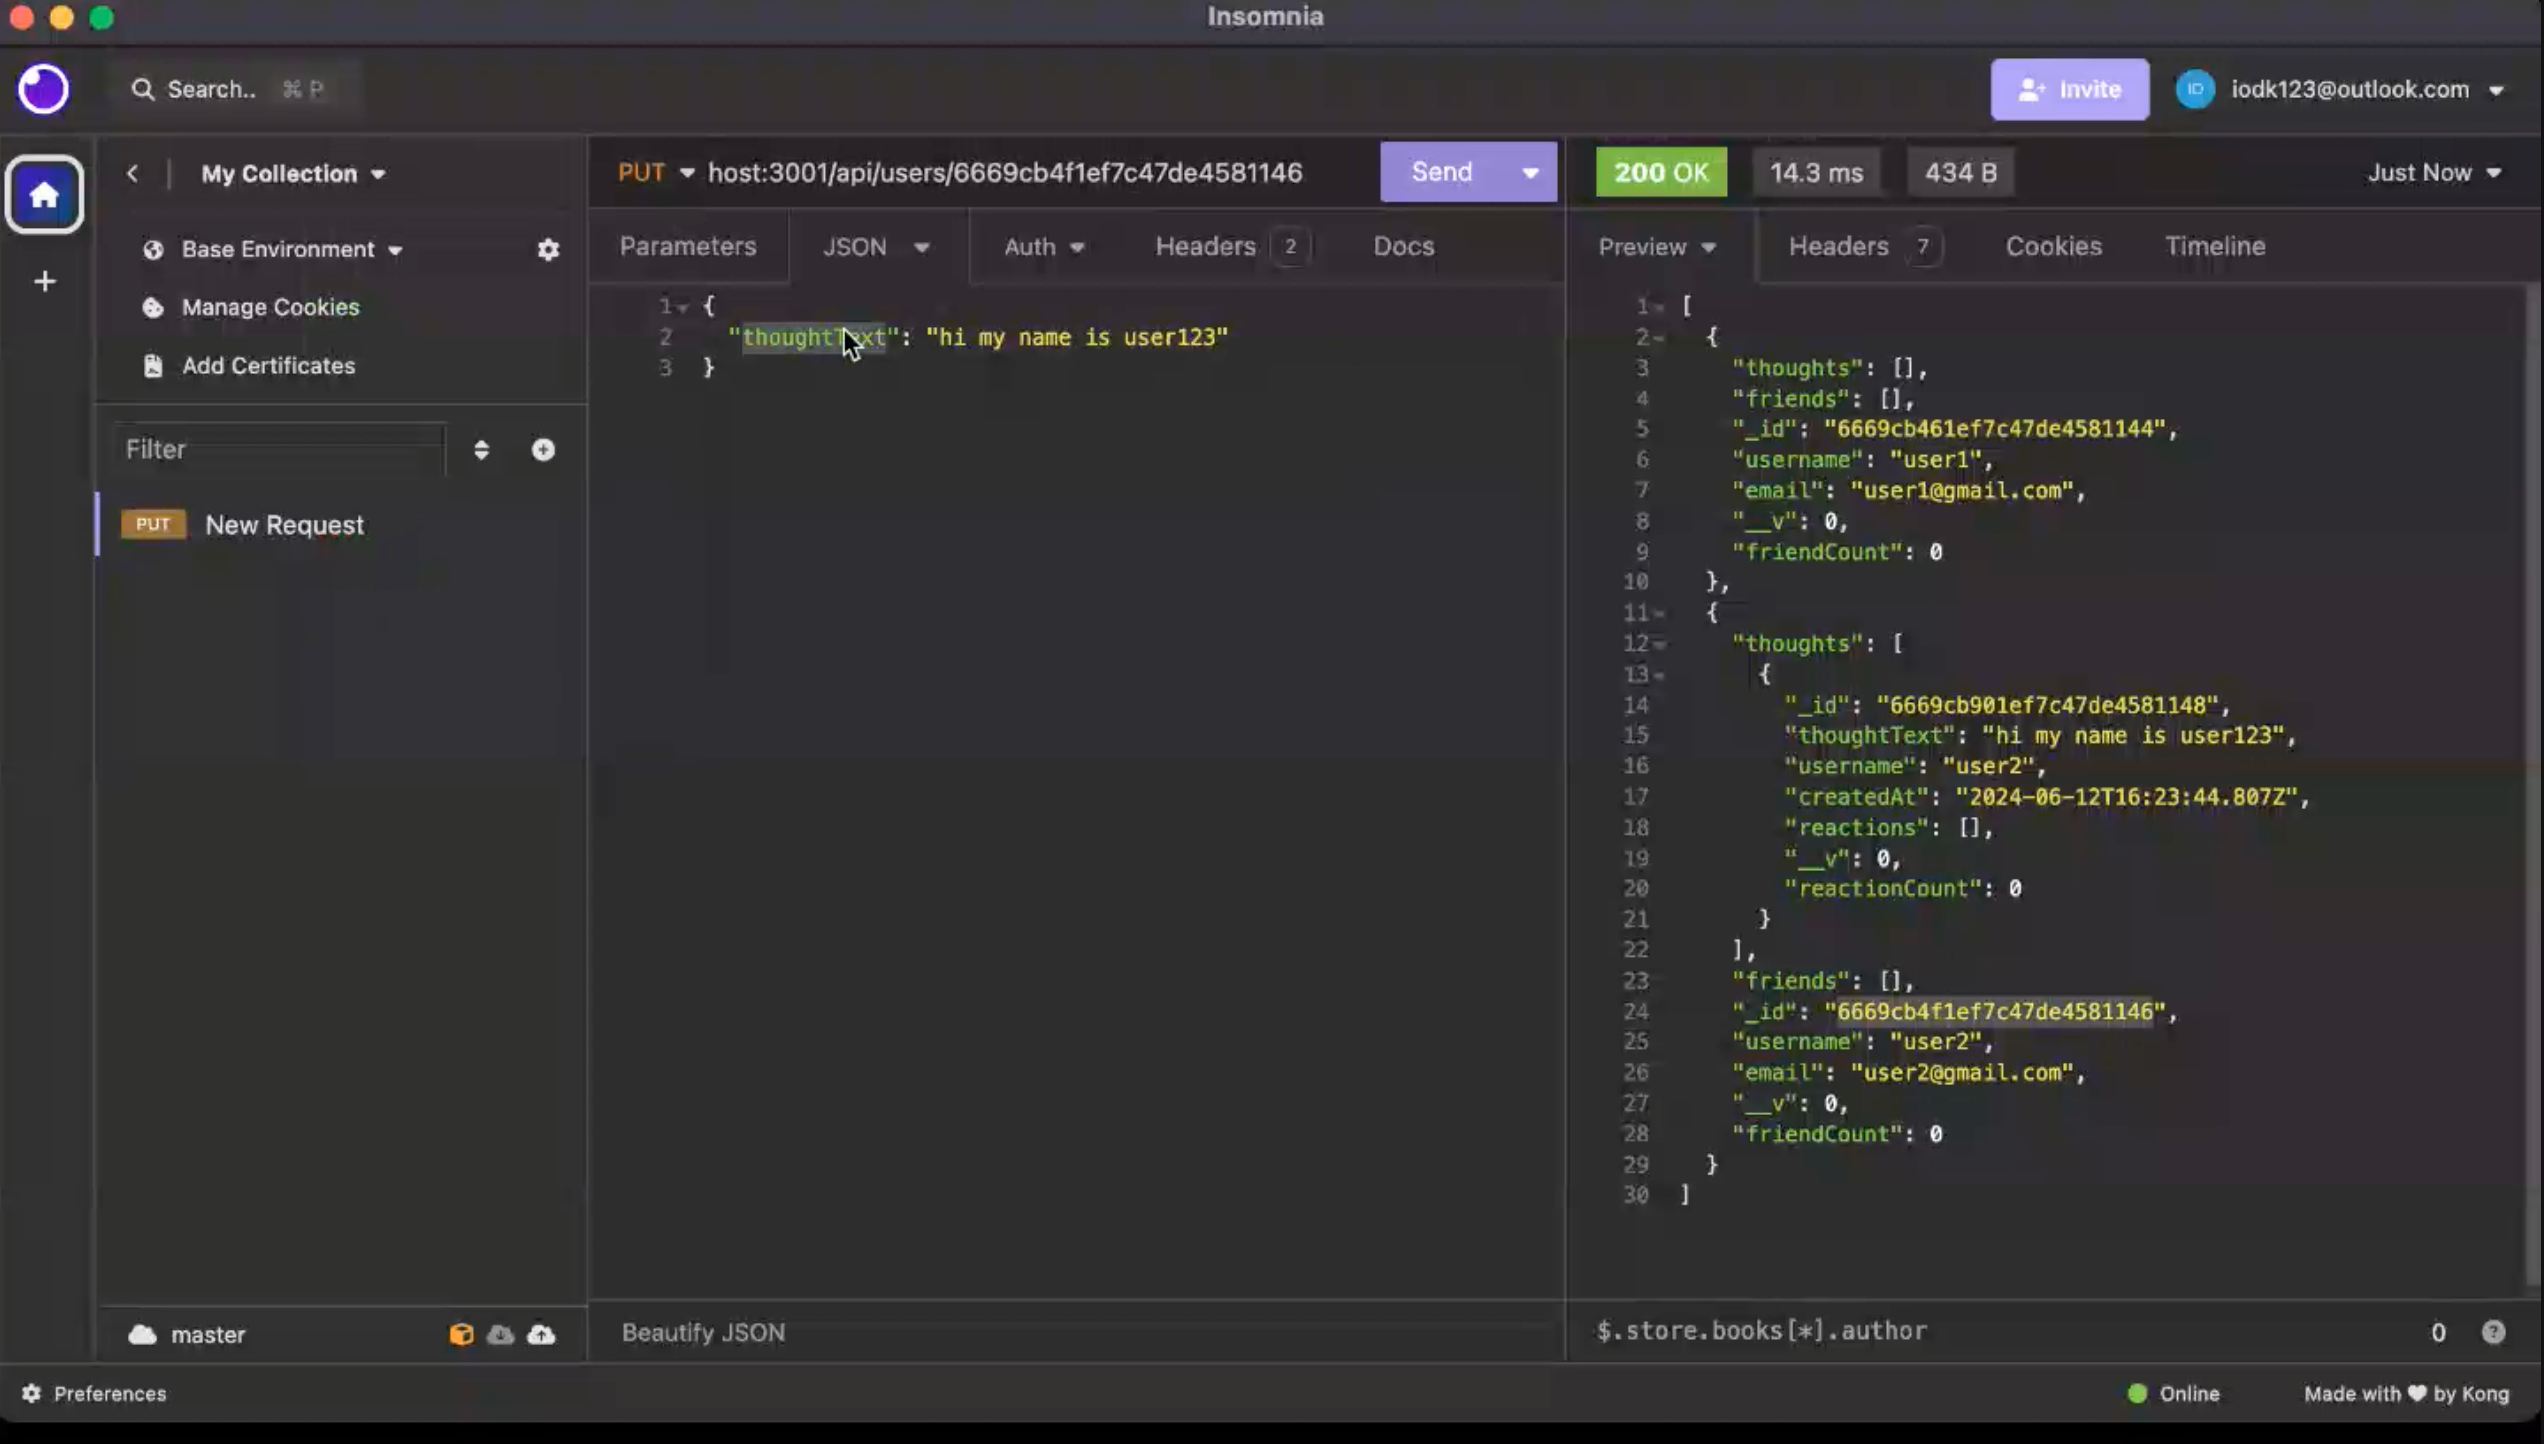 Insomnia
Search.. ⌘ P
Invite
ID
iodk123@outlook.com
My Collection
Base Environment
Manage Cookies
Add Certificates
Filter
PUT New Request
master
PUT host:3001/api/users/6669cb4f1ef7c47de4581146 Send
Parameters JSON Auth Headers 2 Docs
1 {
2 "thoughtText": "hi my name is user123"
3 }
Beautify JSON
200 OK 14.3 ms 434 B Just Now
Preview Headers 7 Cookies Timeline
1 [
2 {
3 "thoughts": [],
4 "friends": [],
5 "_id": "6669cb461ef7c47de4581144",
6 "username": "user1",
7 "email": "user1@gmail.com",
8 "__v": 0,
9 "friendCount": 0
10 },
11 {
12 "thoughts": [
13 {
14 "_id": "6669cb901ef7c47de4581148",
15 "thoughtText": "hi my name is user123",
16 "username": "user2",
17 "createdAt": "2024-06-12T16:23:44.807Z",
18 "reactions": [],
19 "__v": 0,
20 "reactionCount": 0
21 }
22 ],
23 "friends": [],
24 "_id": "6669cb4f1ef7c47de4581146",
25 "username": "user2",
26 "email": "user2@gmail.com",
27 "__v": 0,
28 "friendCount": 0
29 }
30 ]
$.store.books[*].author 0
Preferences
Online
Made with ♥ by Kong